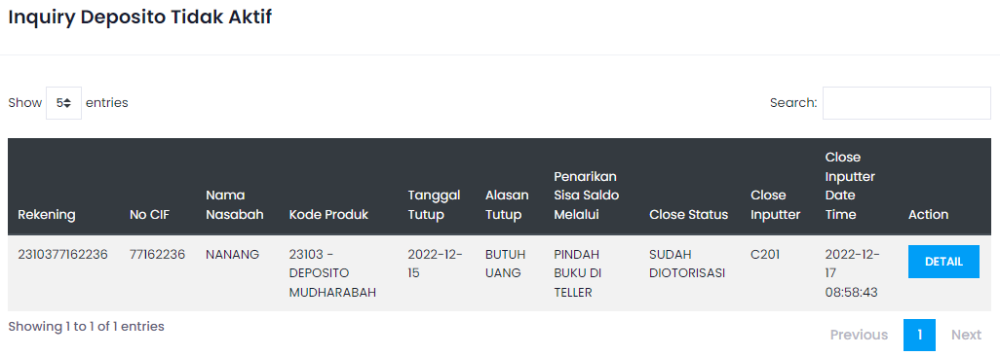 Inquiry Deposito Tidak Aktif
Show 5 entries
Search:
Rekening
No CIF
Nama
Nasabah
Kode Produk
Tanggal
Tutup
Alasan
Tutup
Penarikan
Sisa Saldo
Melalui
Close Status
Close
Inputter
Close
Inputter
Date
Time
Action
2310377162236
77162236
NANANG
23103 -
DEPOSITO
MUDHARABAH
2022-12-
15
BUTUH
UANG
PINDAH
BUKU DI
TELLER
SUDAH
DIOTORISASI
C201
2022-12-
17
08:58:43
DETAIL
Showing 1 to 1 of 1 entries
Previous 1 Next